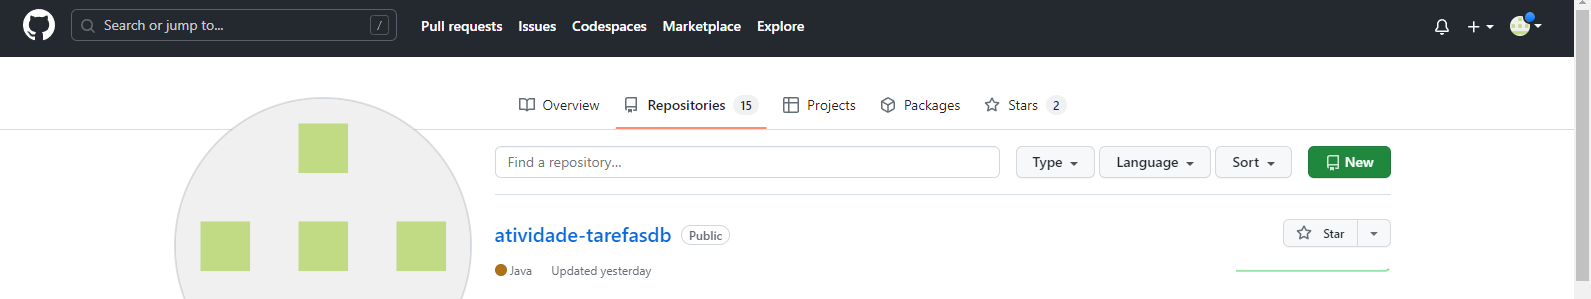 Search or jump to... / Pull requests Issues Codespaces Marketplace Explore
Overview Repositories 15 Projects Packages Stars 2
Find a repository... Type Language Sort New
atividade-tarefasdb Public Star
Java Updated yesterday